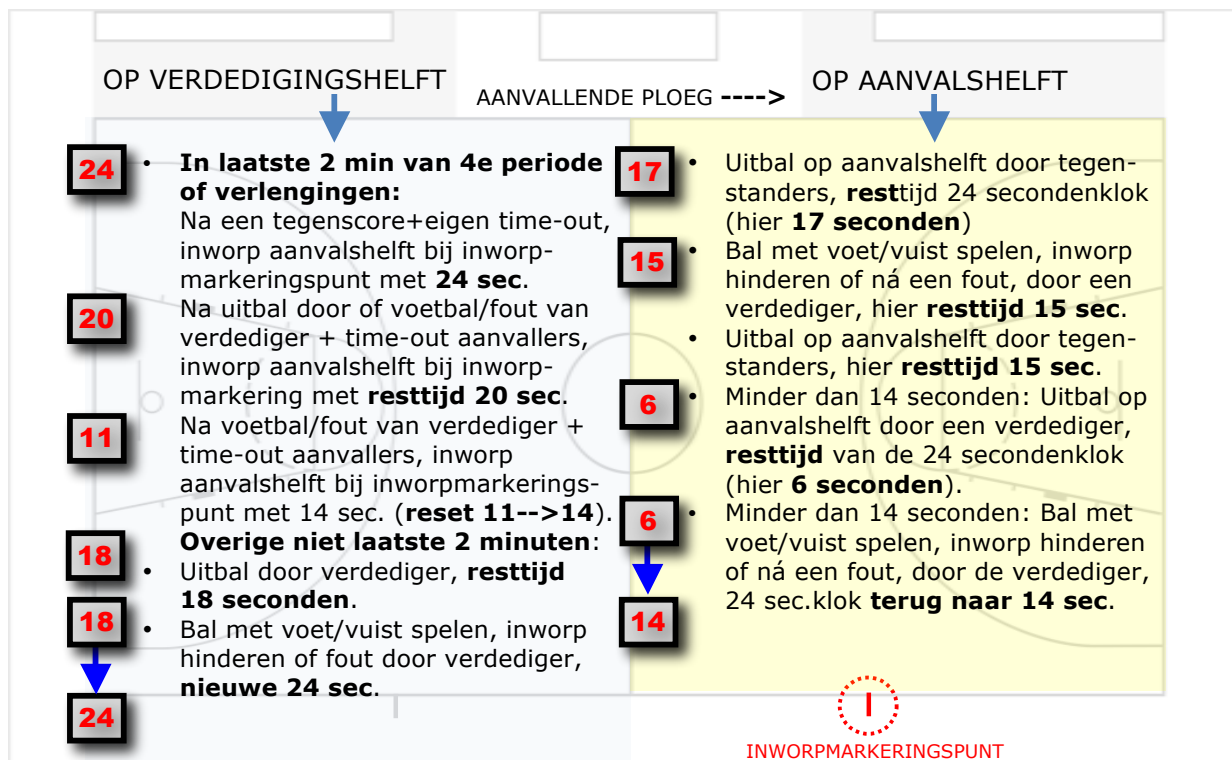 OP VERDEDIGINGSHELFT
AANVALLENDE PLOEG ---->
OP AANVALSHELFT
24
• In laatste 2 min van 4e periode
of verlengingen:
Na een tegenscore+eigen time-out,
inworp aanvalshelft bij inworp-
markeringspunt met 24 sec.
20
Na uitbal door of voetbal/fout van
verdediger + time-out aanvallers,
inworp aanvalshelft bij inworp-
markering met resttijd 20 sec.
11
Na voetbal/fout van verdediger +
time-out aanvallers, inworp
aanvalshelft bij inworpmarkerings-
punt met 14 sec. (reset 11-->14).
Overige niet laatste 2 minuten:
18
• Uitbal door verdediger, resttijd
18 seconden.
18
• Bal met voet/vuist spelen, inworp
hinderen of fout door verdediger,
nieuwe 24 sec.
24
17
• Uitbal op aanvalshelft door tegen-
standers, resttijd 24 secondenklok
(hier 17 seconden)
15
• Bal met voet/vuist spelen, inworp
hinderen of ná een fout, door een
verdediger, hier resttijd 15 sec.
• Uitbal op aanvalshelft door tegen-
standers, hier resttijd 15 sec.
6
• Minder dan 14 seconden: Uitbal op
aanvalshelft door een verdediger,
resttijd van de 24 secondenklok
(hier 6 seconden).
6
• Minder dan 14 seconden: Bal met
voet/vuist spelen, inworp hinderen
of ná een fout, door de verdediger,
24 sec.klok terug naar 14 sec.
14
INWORPMARKERINGSPUNT